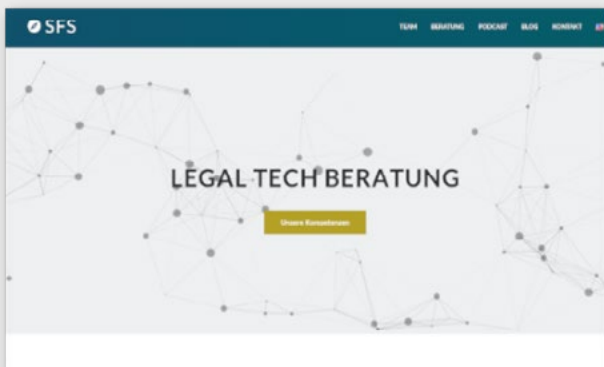 SFS
TEAM BERATUNG PODCAST BLOG KONTAKT
LEGAL TECH BERATUNG
Unsere Kompetenzen